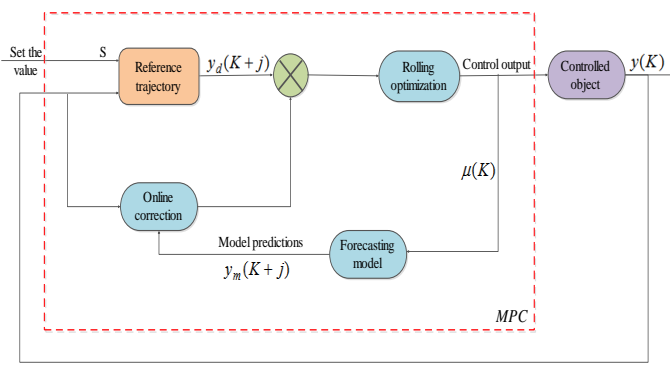 Set the
value
S
Reference
trajectory
y_d(K+j)
Rolling
optimization
Control output
Controlled
object
y(K)
μ(K)
Online
correction
Model predictions
y_m(K+j)
Forecasting
model
MPC